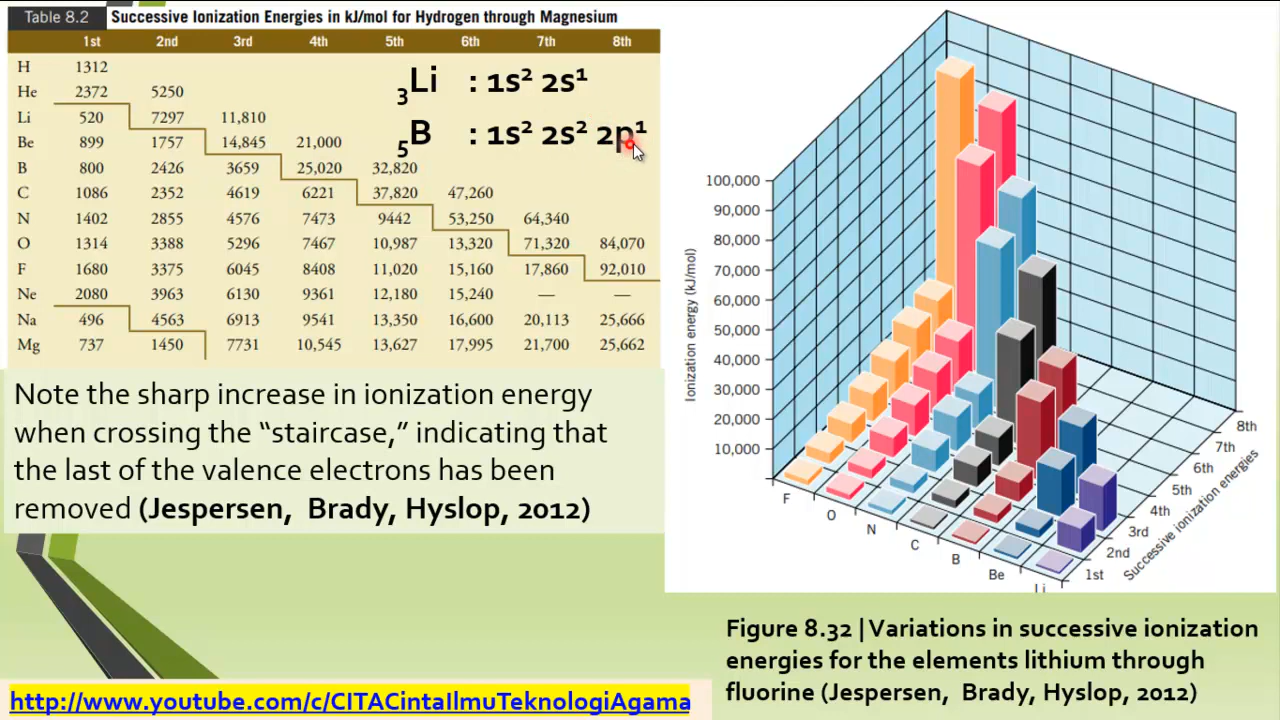 Table 8.2 Successive Ionization Energies in kJ/mol for Hydrogen through Magnesium
1st 2nd 3rd 4th 5th 6th 7th 8th
H 1312
He 2372 5250
Li 520 7297 11,810
Be 899 1757 14,845 21,000
B 800 2426 3659 25,020 32,820
C 1086 2352 4619 6221 37,820 47,260
N 1402 2855 4576 7473 9442 53,250 64,340
O 1314 3388 5296 7467 10,987 13,320 71,320 84,070
F 1680 3375 6045 8408 11,020 15,160 17,860 92,010
Ne 2080 3963 6130 9361 12,180 15,240 — —
Na 496 4563 6913 9541 13,350 16,600 20,113 25,666
Mg 737 1450 7731 10,545 13,627 17,995 21,700 25,662
₃Li : 1s² 2s¹
₅B : 1s² 2s² 2p¹
Note the sharp increase in ionization energy
when crossing the “staircase,” indicating that
the last of the valence electrons has been
removed (Jespersen, Brady, Hyslop, 2012)
http://www.youtube.com/c/CITACintaIlmuTeknologiAgama
Ionization energy (kJ/mol)
100,000
90,000
80,000
70,000
60,000
50,000
40,000
30,000
20,000
10,000
F
O
N
C
B
Be
Li
1st
2nd
3rd
4th
5th
6th
7th
8th
Successive ionization energies
Figure 8.32 | Variations in successive ionization
energies for the elements lithium through
fluorine (Jespersen, Brady, Hyslop, 2012)